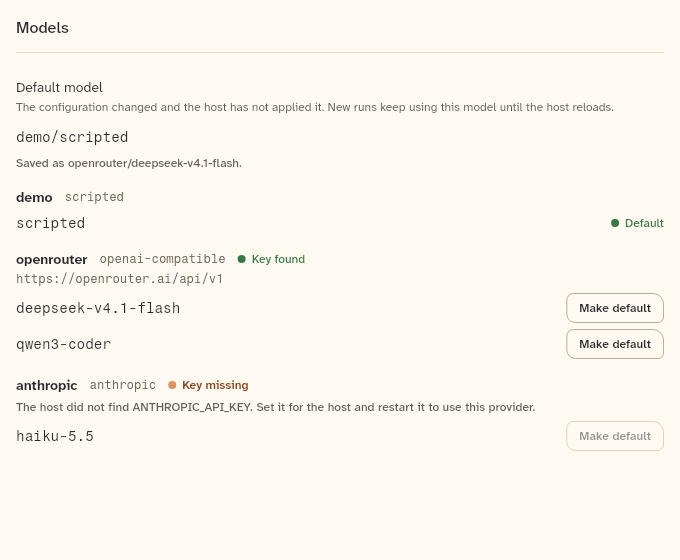 Models
Default model
The configuration changed and the host has not applied it. New runs keep using this model until the host reloads.
demo/scripted
Saved as openrouter/deepseek-v4.1-flash.
demo scripted
scripted Default
openrouter openai-compatible Key found
https://openrouter.ai/api/v1
deepseek-v4.1-flash Make default
qwen3-coder Make default
anthropic anthropic Key missing
The host did not find ANTHROPIC_API_KEY. Set it for the host and restart it to use this provider.
haiku-5.5 Make default